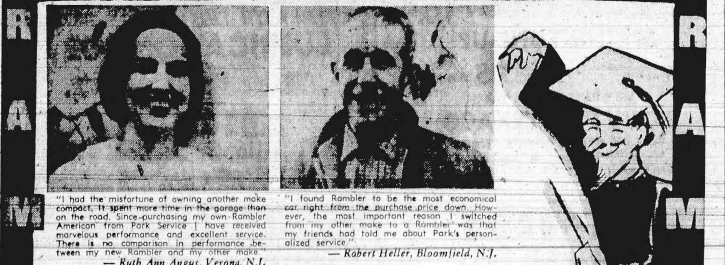 R
A
M
"I had the misfortune of owning another make
compact. It spent more time in the garage than
on the road. Since purchasing my own Rambler
American from Park Service I have received
marvelous performance and excellent service.
There is no comparison in performance be-
tween my new Rambler and my other make."
— Ruth Ann Angus, Verona, N.J.
"I found Rambler to be the most economical
car right from the purchase price down. How-
ever, the most important reason I switched
from my other make to a Rambler was that
my friends had told me about Park's person-
alized service."
— Robert Heller, Bloomfield, N.J.
R
A
M